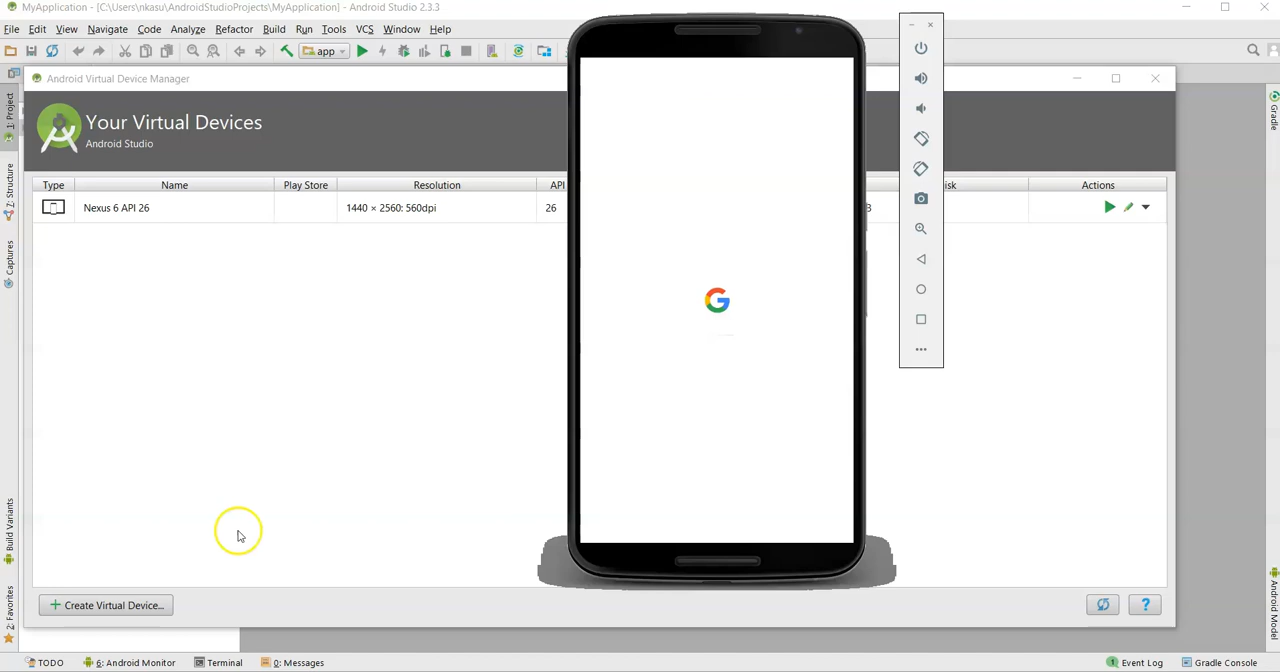 MyApplication - [C:\Users\nkasu\AndroidStudioProjects\MyApplication] - Android Studio 2.3.3
File Edit View Navigate Code Analyze Refactor Build Run Tools VCS Window Help
app
Android Virtual Device Manager
Your Virtual Devices
Android Studio
Type Name Play Store Resolution API isk Actions
Nexus 6 API 26 1440 × 2560: 560dpi 26 3
1: Project
7: Structure
Captures
Build Variants
2: Favorites
Gradle
Android Model
Create Virtual Device...
?
TODO 6: Android Monitor Terminal 0: Messages 1 Event Log Gradle Console